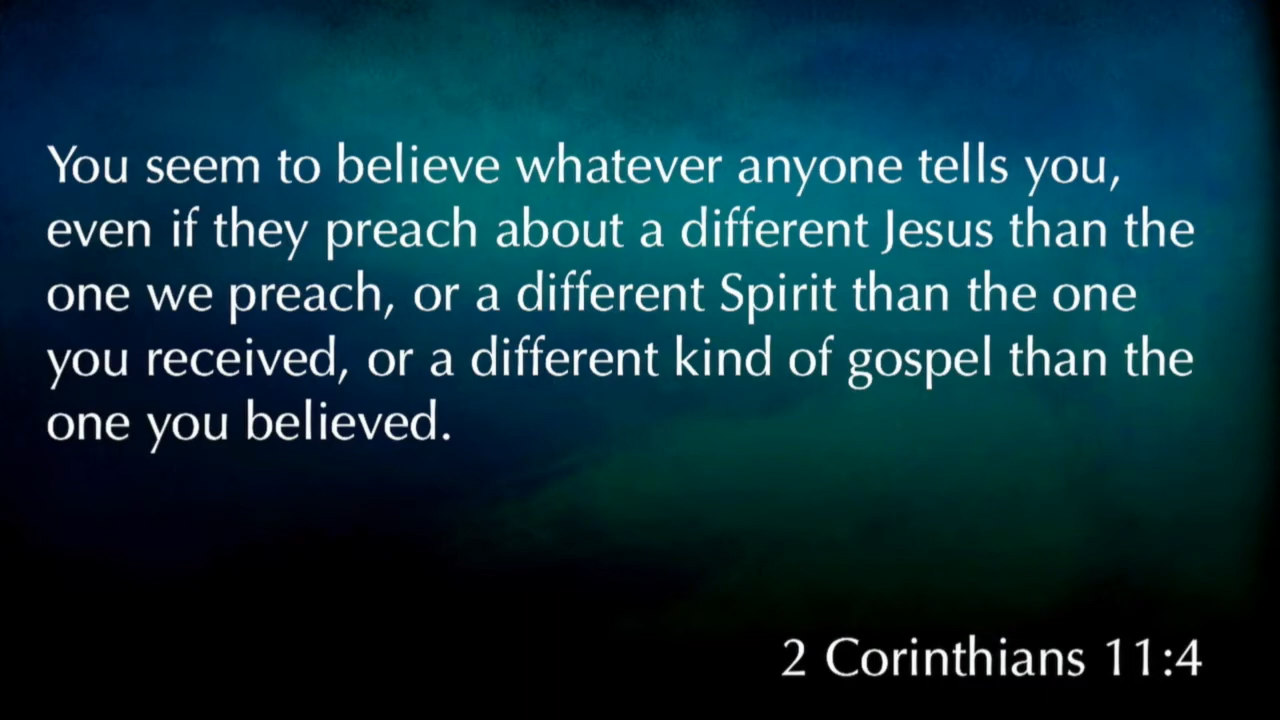 You seem to believe whatever anyone tells you,
even if they preach about a different Jesus than the
one we preach, or a different Spirit than the one
you received, or a different kind of gospel than the
one you believed.
2 Corinthians 11:4